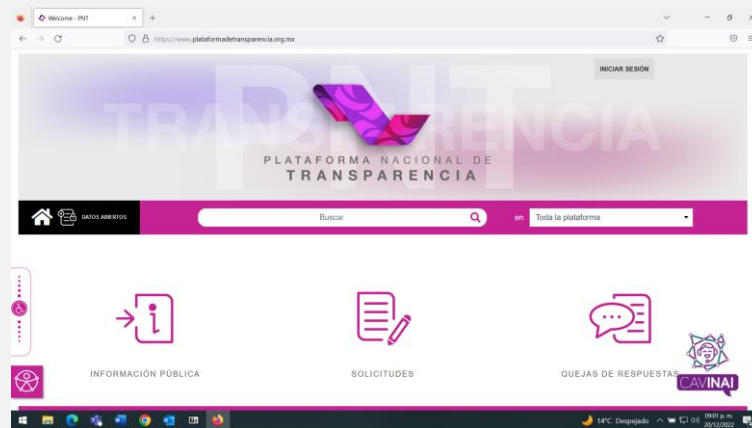 Welcome - PNT
https://www.plataformadetransparencia.org.mx
INICIAR SESIÓN
PNT
TRANSPARENCIA
PLATAFORMA NACIONAL DE
TRANSPARENCIA
DATOS ABIERTOS
Buscar
en
Toda la plataforma
INFORMACIÓN PÚBLICA
SOLICITUDES
QUEJAS DE RESPUESTAS
CAVINAI
14°C Despejado
09:01 p. m.
20/12/2022